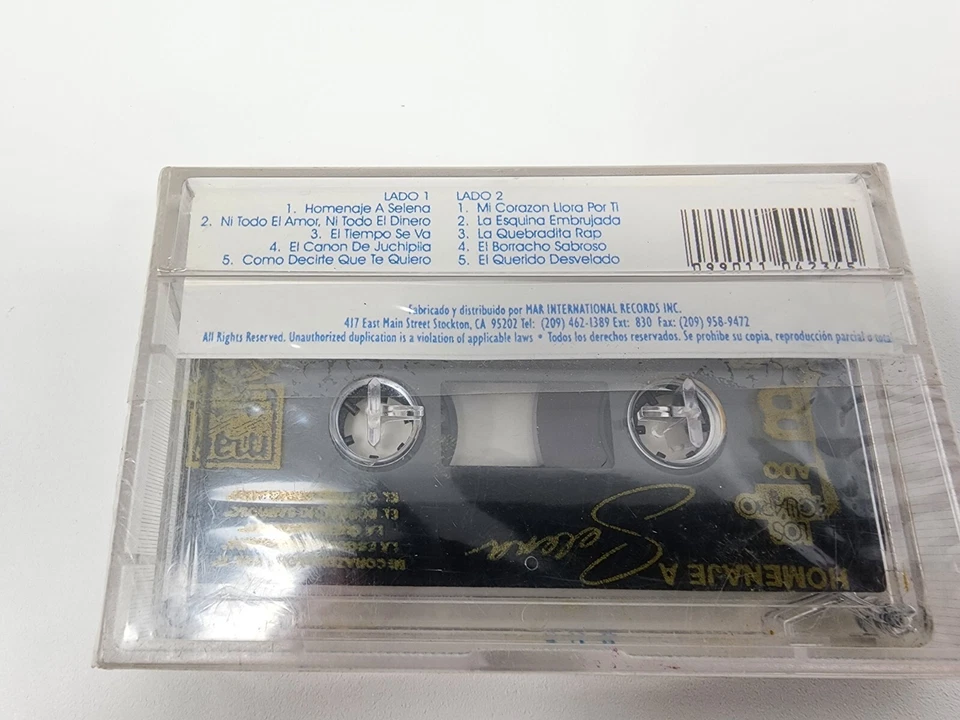 LADO 1
1. Homenaje A Selena
2. Ni Todo El Amor, Ni Todo El Dinero
3. El Tiempo Se Va
4. El Canon De Juchipila
5. Como Decirte Que Te Quiero
LADO 2
1. Mi Corazon Llora Por Ti
2. La Esquina Embrujada
3. La Quebradita Rap
4. El Borracho Sabroso
5. El Querido Desvelado
Fabricado y distribuido por MAR INTERNATIONAL RECORDS INC.
417 East Main Street Stockton, CA 95202 Tel: (209) 462-1389 Ext: 830 Fax: (209) 958-9472
All Rights Reserved. Unauthorized duplication is a violation of applicable laws * Todos los derechos reservados. Se prohibe su copia, reproducción parcial o
mar
B
LADO
LOS
HOMENAJE A
Selena